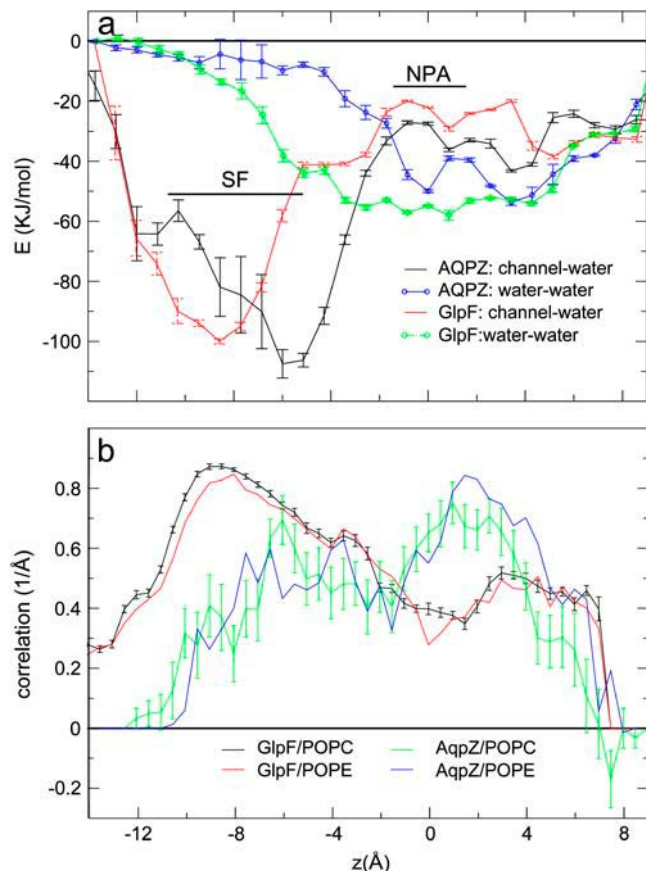 a
0
-20
-40
-60
-80
-100
E (KJ/mol)
NPA
SF
AQPZ: channel-water
AQPZ: water-water
GlpF: channel-water
GlpF:water-water
b
0.8
0.6
0.4
0.2
0
-0.2
correlation (1/Å)
GlpF/POPC AqpZ/POPC
GlpF/POPE AqpZ/POPE
-12 -8 -4 0 4 8
z(Å)